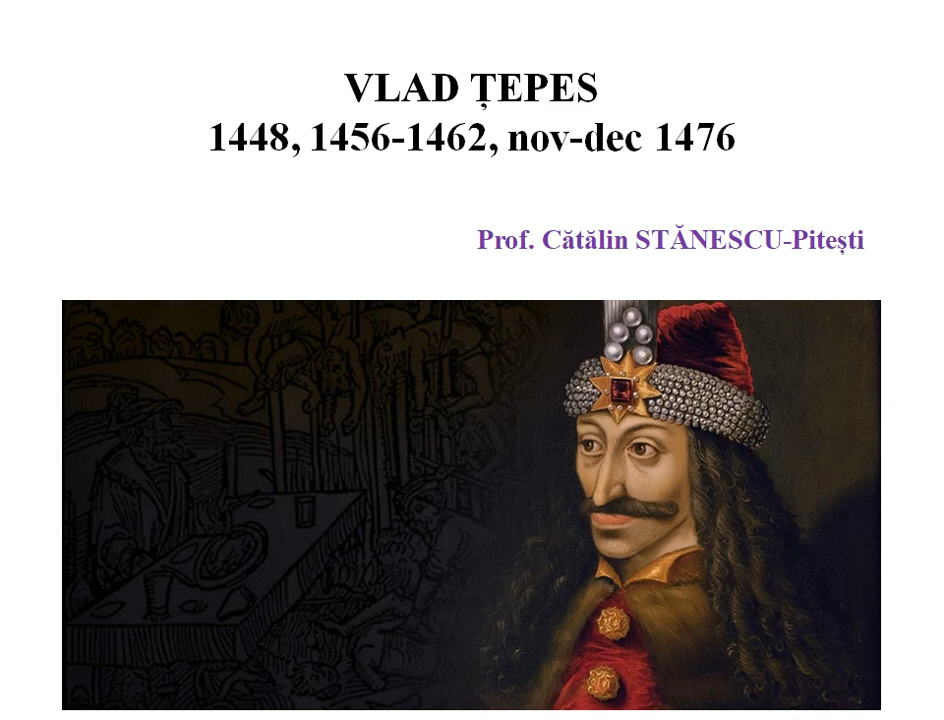 VLAD ȚEPES
1448, 1456-1462, nov-dec 1476
Prof. Cătălin STĂNESCU-Pitești